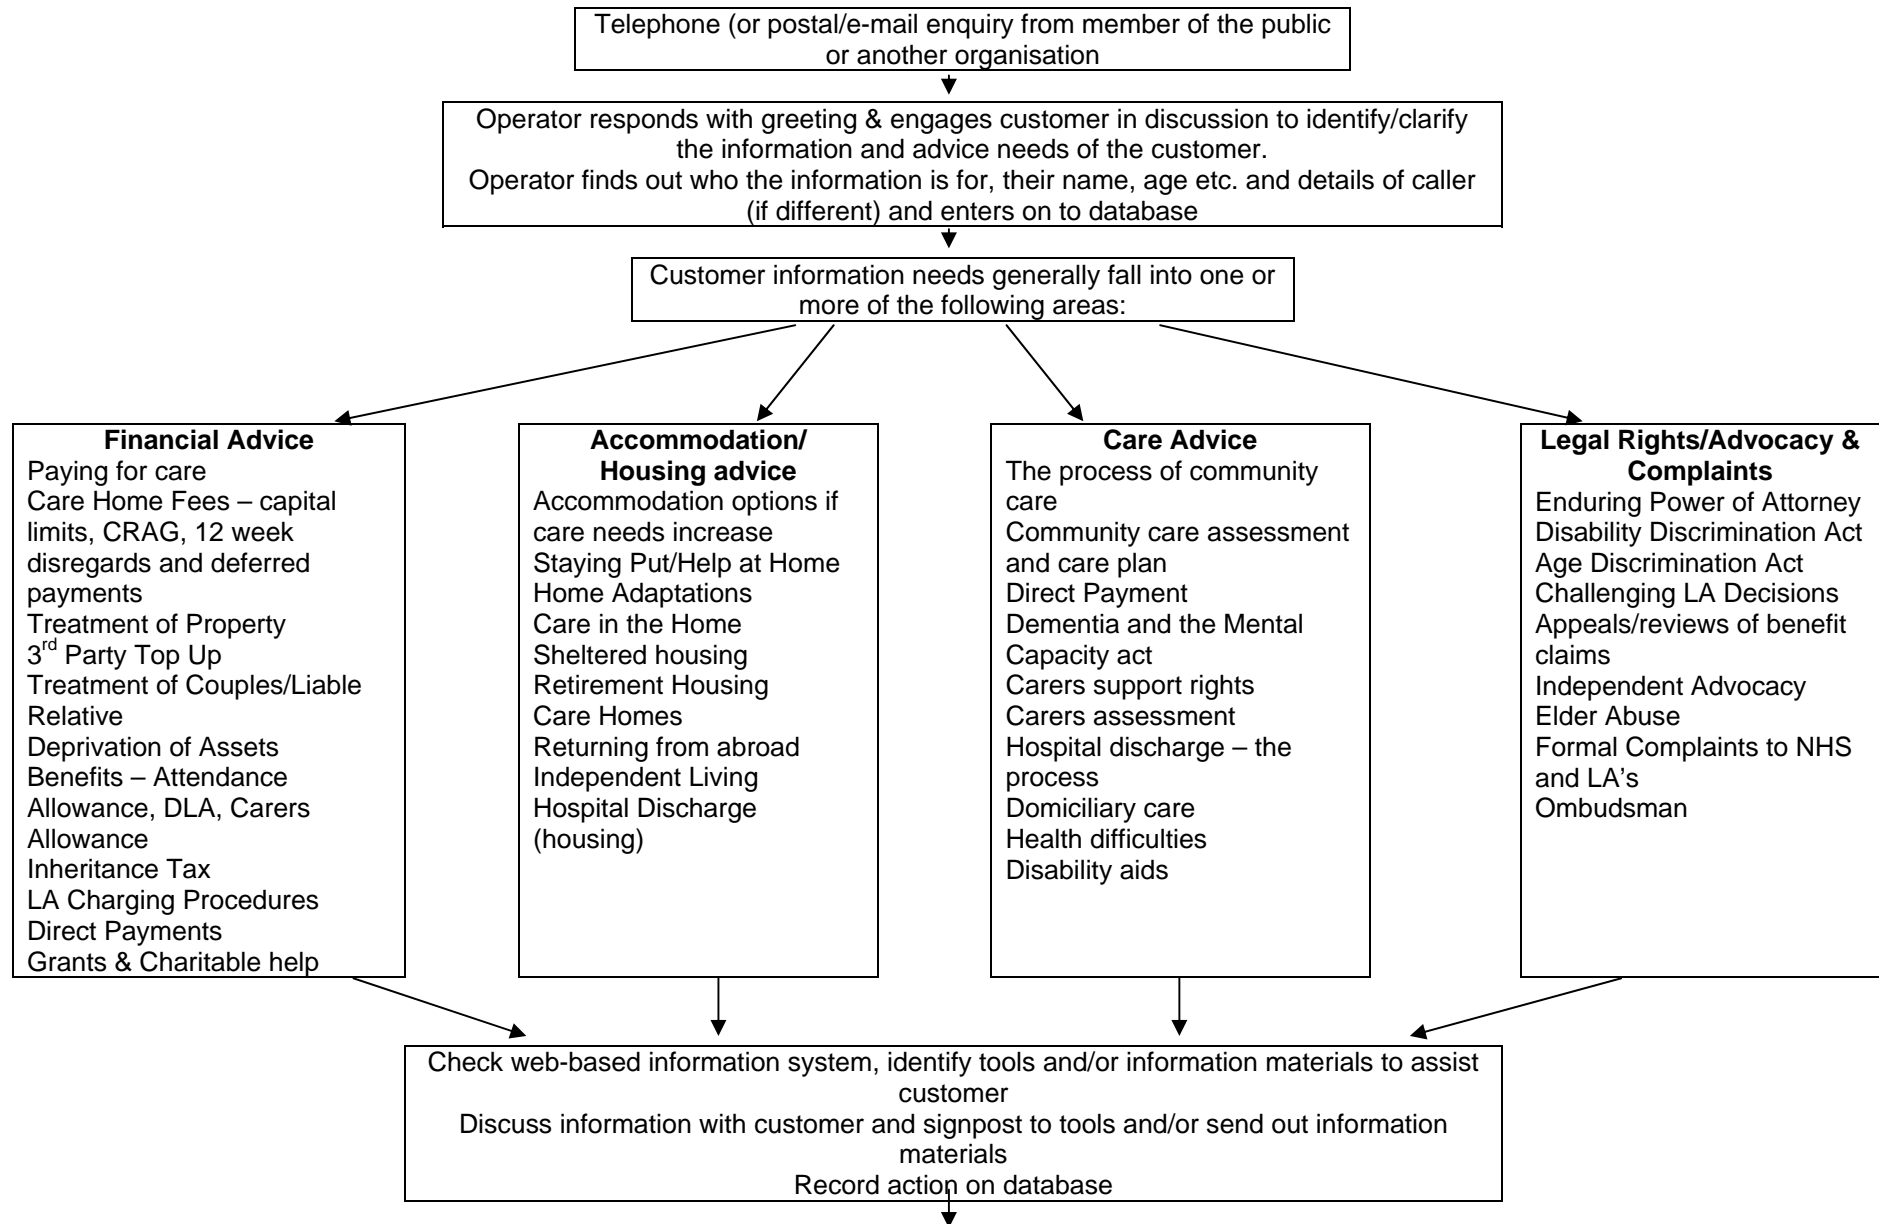 Telephone (or postal/e-mail enquiry from member of the public
or another organisation
Operator responds with greeting & engages customer in discussion to identify/clarify
the information and advice needs of the customer.
Operator finds out who the information is for, their name, age etc. and details of caller
(if different) and enters on to database
Customer information needs generally fall into one or
more of the following areas:
Financial Advice
Paying for care
Care Home Fees – capital
limits, CRAG, 12 week
disregards and deferred
payments
Treatment of Property
3rd Party Top Up
Treatment of Couples/Liable
Relative
Deprivation of Assets
Benefits – Attendance
Allowance, DLA, Carers
Allowance
Inheritance Tax
LA Charging Procedures
Direct Payments
Grants & Charitable help
Accommodation/
Housing advice
Accommodation options if
care needs increase
Staying Put/Help at Home
Home Adaptations
Care in the Home
Sheltered housing
Retirement Housing
Care Homes
Returning from abroad
Independent Living
Hospital Discharge
(housing)
Care Advice
The process of community
care
Community care assessment
and care plan
Direct Payment
Dementia and the Mental
Capacity act
Carers support rights
Carers assessment
Hospital discharge – the
process
Domiciliary care
Health difficulties
Disability aids
Legal Rights/Advocacy &
Complaints
Enduring Power of Attorney
Disability Discrimination Act
Age Discrimination Act
Challenging LA Decisions
Appeals/reviews of benefit
claims
Independent Advocacy
Elder Abuse
Formal Complaints to NHS
and LA's
Ombudsman
Check web-based information system, identify tools and/or information materials to assist
customer
Discuss information with customer and signpost to tools and/or send out information
materials
Record action on database